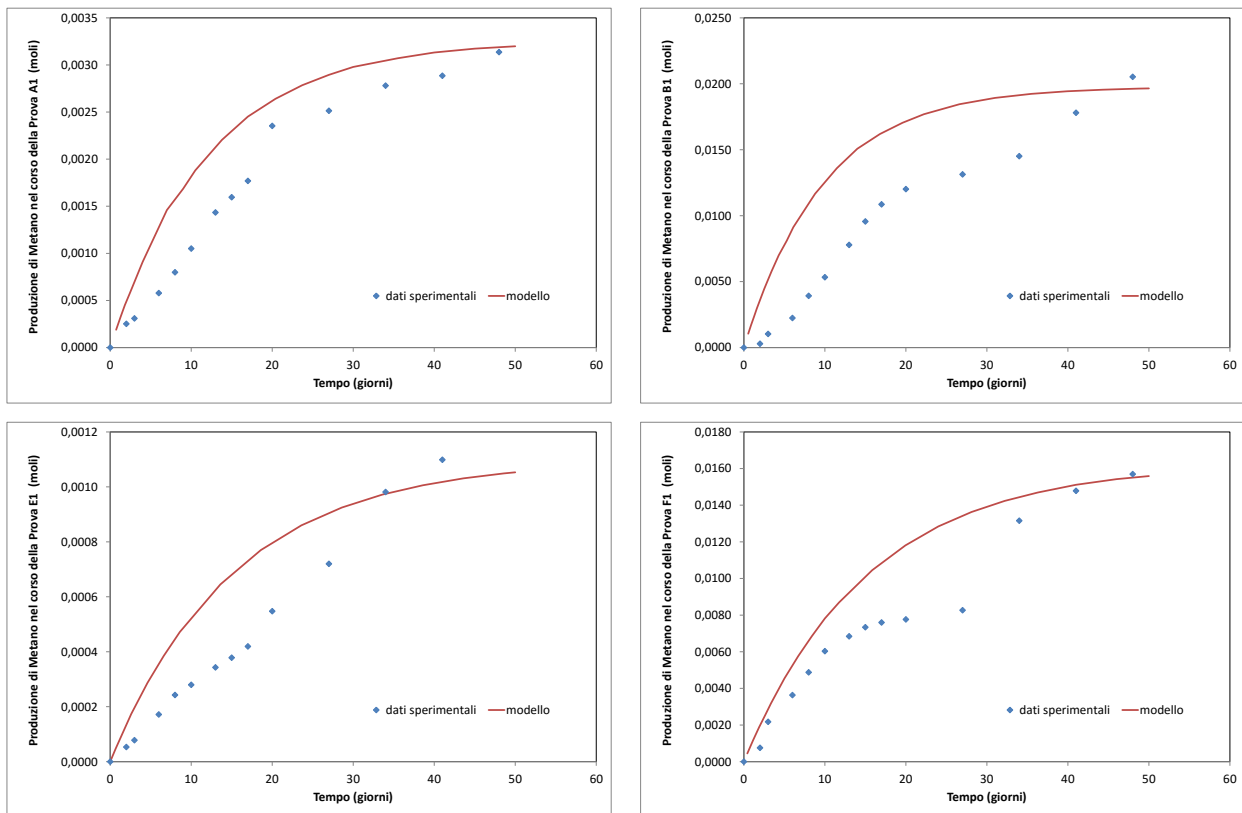 Produzione di Metano nel corso della Prova A1 (moli)
0,0035
0,0030
0,0025
0,0020
0,0015
0,0010
0,0005
0,0000
dati sperimentali
modello
0 10 20 30 40 50 60
Tempo (giorni)
Produzione di Metano nel corso della Prova B1 (moli)
0,0250
0,0200
0,0150
0,0100
0,0050
0,0000
dati sperimentali
modello
0 10 20 30 40 50 60
Tempo (giorni)
Produzione di Metano nel corso della Prova E1 (moli)
0,0012
0,0010
0,0008
0,0006
0,0004
0,0002
0,0000
dati sperimentali
modello
0 10 20 30 40 50 60
Tempo (giorni)
Produzione di Metano nel corso della Prova F1 (moli)
0,0180
0,0160
0,0140
0,0120
0,0100
0,0080
0,0060
0,0040
0,0020
0,0000
dati sperimentali
modello
0 10 20 30 40 50 60
Tempo (giorni)